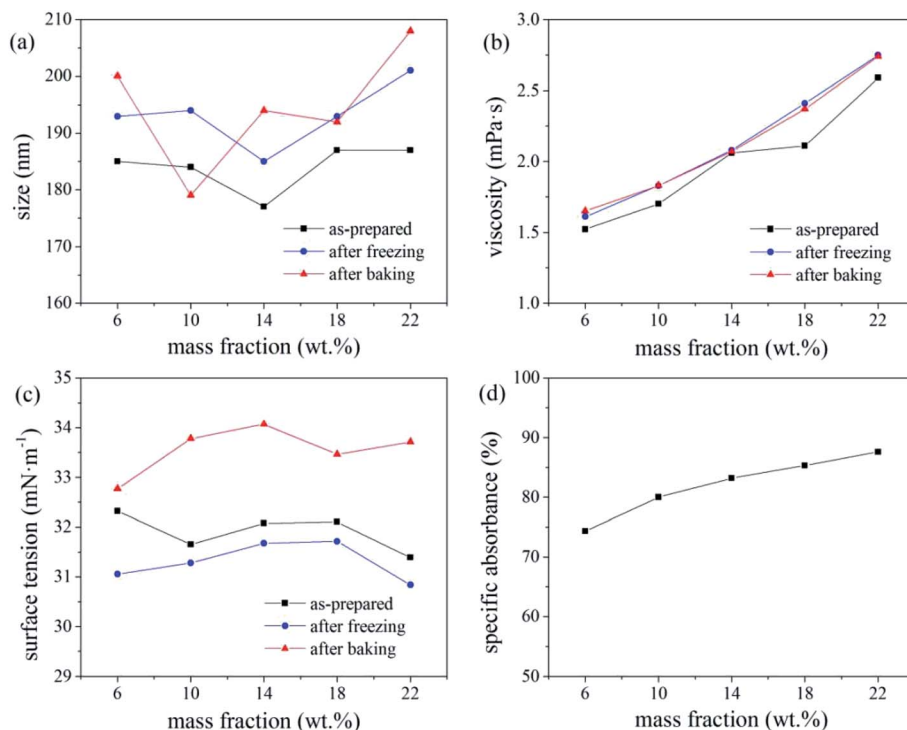 (a)
210
200
190
180
170
160
size (nm)
as-prepared
after freezing
after baking
6 10 14 18 22
mass fraction (wt.%)
(b)
3.0
2.5
2.0
1.5
1.0
viscosity (mPa·s)
as-prepared
after freezing
after baking
6 10 14 18 22
mass fraction (wt.%)
(c)
35
34
33
32
31
30
29
surface tension (mN·m⁻¹)
as-prepared
after freezing
after baking
6 10 14 18 22
mass fraction (wt.%)
(d)
100
90
80
70
60
50
specific absorbance (%)
6 10 14 18 22
mass fraction (wt.%)